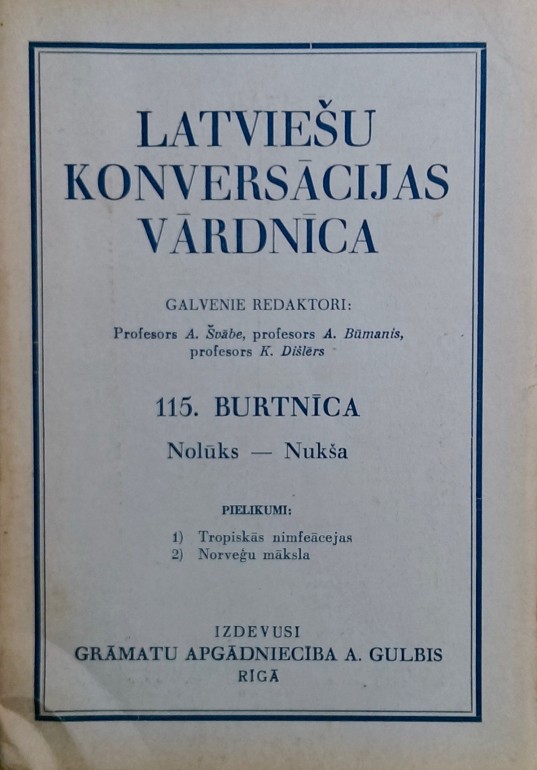 LATVIEŠU
KONVERSĀCIJAS
VĀRDNĪCA
GALVENIE REDAKTORI:
Profesors A. Švābe, profesors A. Būmanis,
profesors K. Dišlērs
115. BURTNĪCA
Nolūks — Nukša
PIELIKUMI:
1) Tropiskās nimfeācejas
2) Norveģu māksla
IZDEVUSI
GRĀMATU APGĀDNIECĪBA A. GULBIS
RĪGĀ